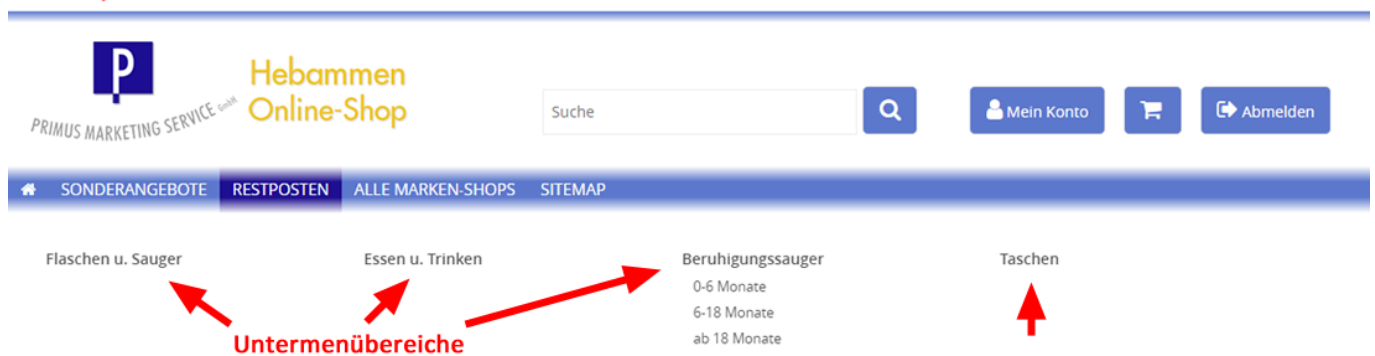 P
PRIMUS MARKETING SERVICE GmbH
Hebammen
Online-Shop
Suche
Mein Konto
Abmelden
SONDERANGEBOTE RESTPOSTEN ALLE MARKEN-SHOPS SITEMAP
Flaschen u. Sauger
Essen u. Trinken
Beruhigungssauger
0-6 Monate
6-18 Monate
ab 18 Monate
Taschen
Untermenübereiche